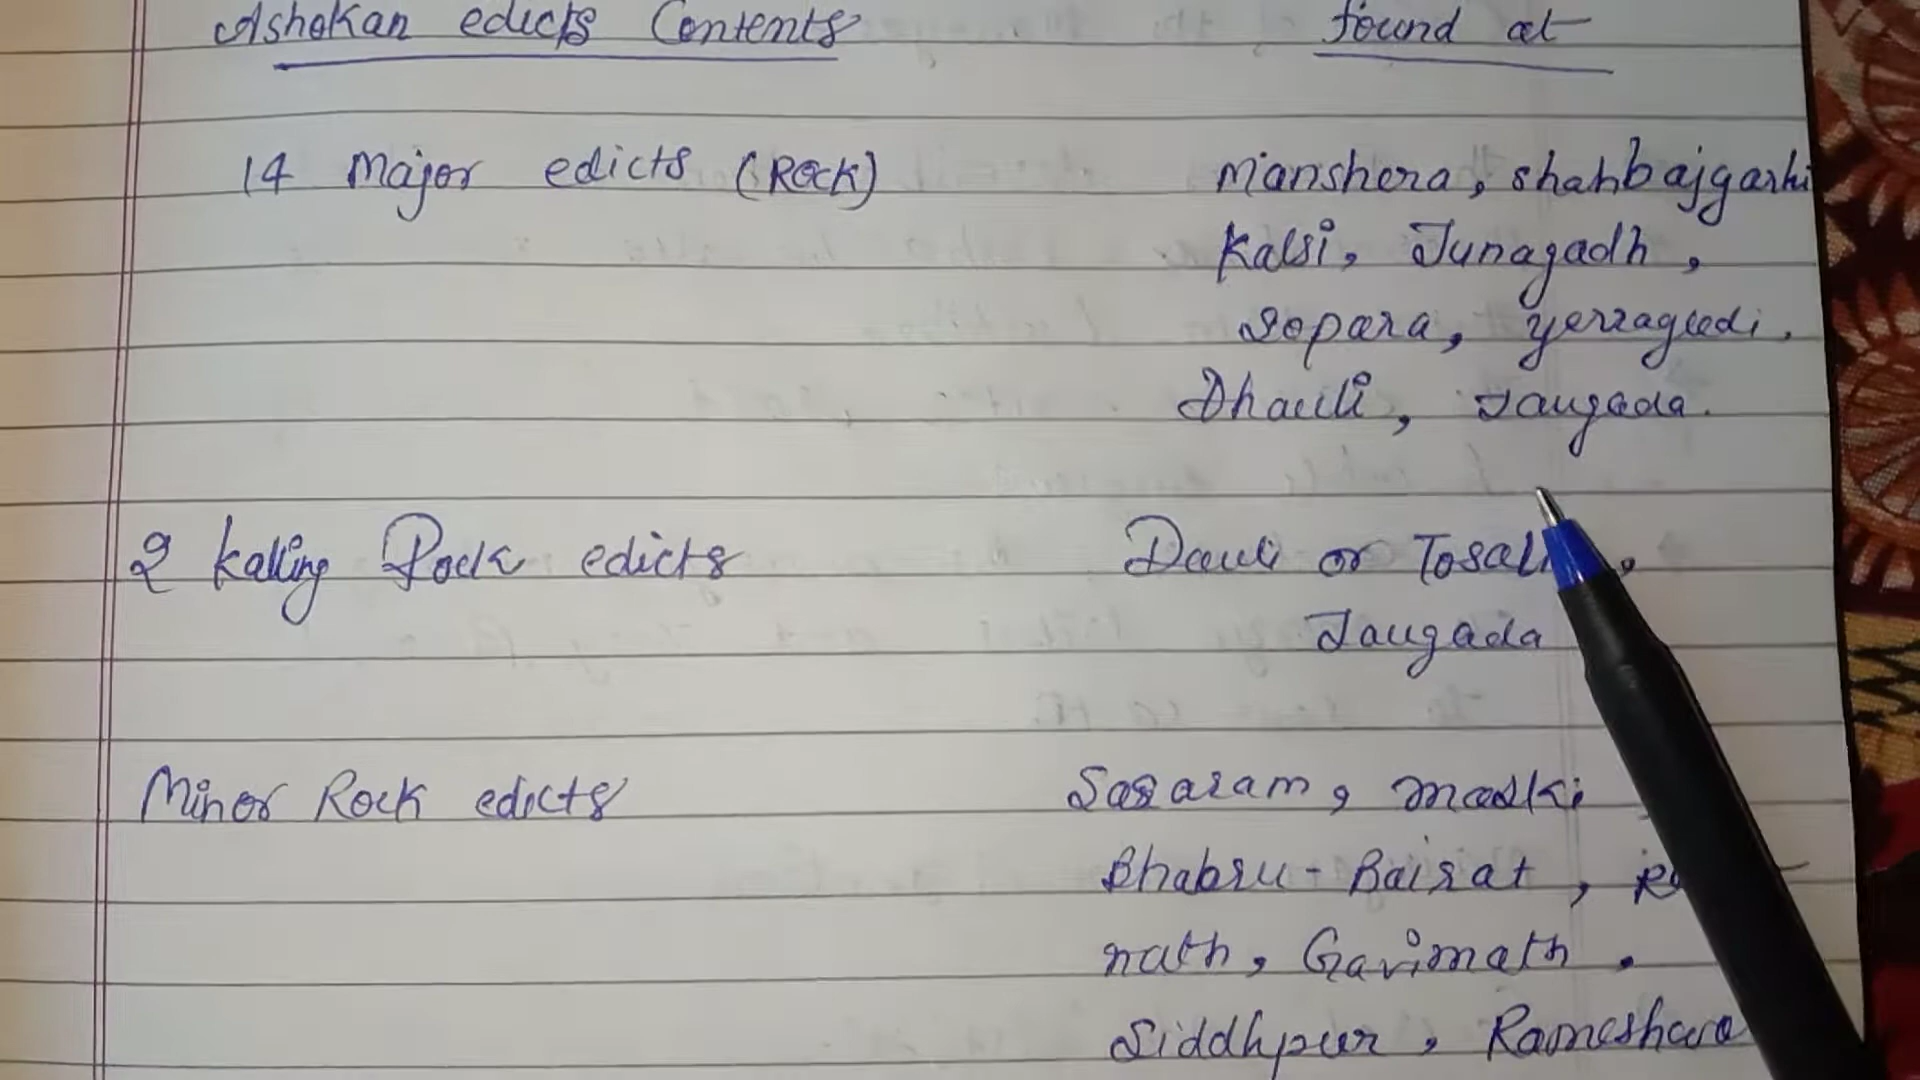 Ashokan edicts Contents found at
14 Major edicts (Rock) Manshera, shahbajgarhi
Kalsi, Junagadh,
Sopara, yerragudi.
Dhauli, Jaugada.
2 kaling Rock edicts Dauli or Tosali,
Jaugada
Minor Rock edicts Sasaram, maski
Bhabru - Bairat,
nath, Gavimath.
Siddhpur,